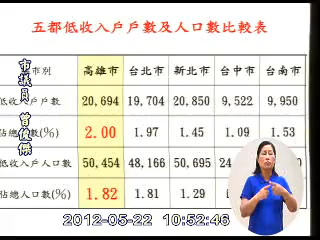 五都低收入戶戶數及人口數比較表
市別 高雄市 台北市 新北市 台中市 台南市
低收入戶戶數 20,694 19,704 20,850 9,522 9,950
佔總戶數(%) 2.00 1.97 1.45 1.09 1.53
低收入戶人口數 50,454 48,166 50,695
佔總人口數(%) 1.82 1.81 1.29
市議員 曾俊傑
2012-05-22 10:52:46